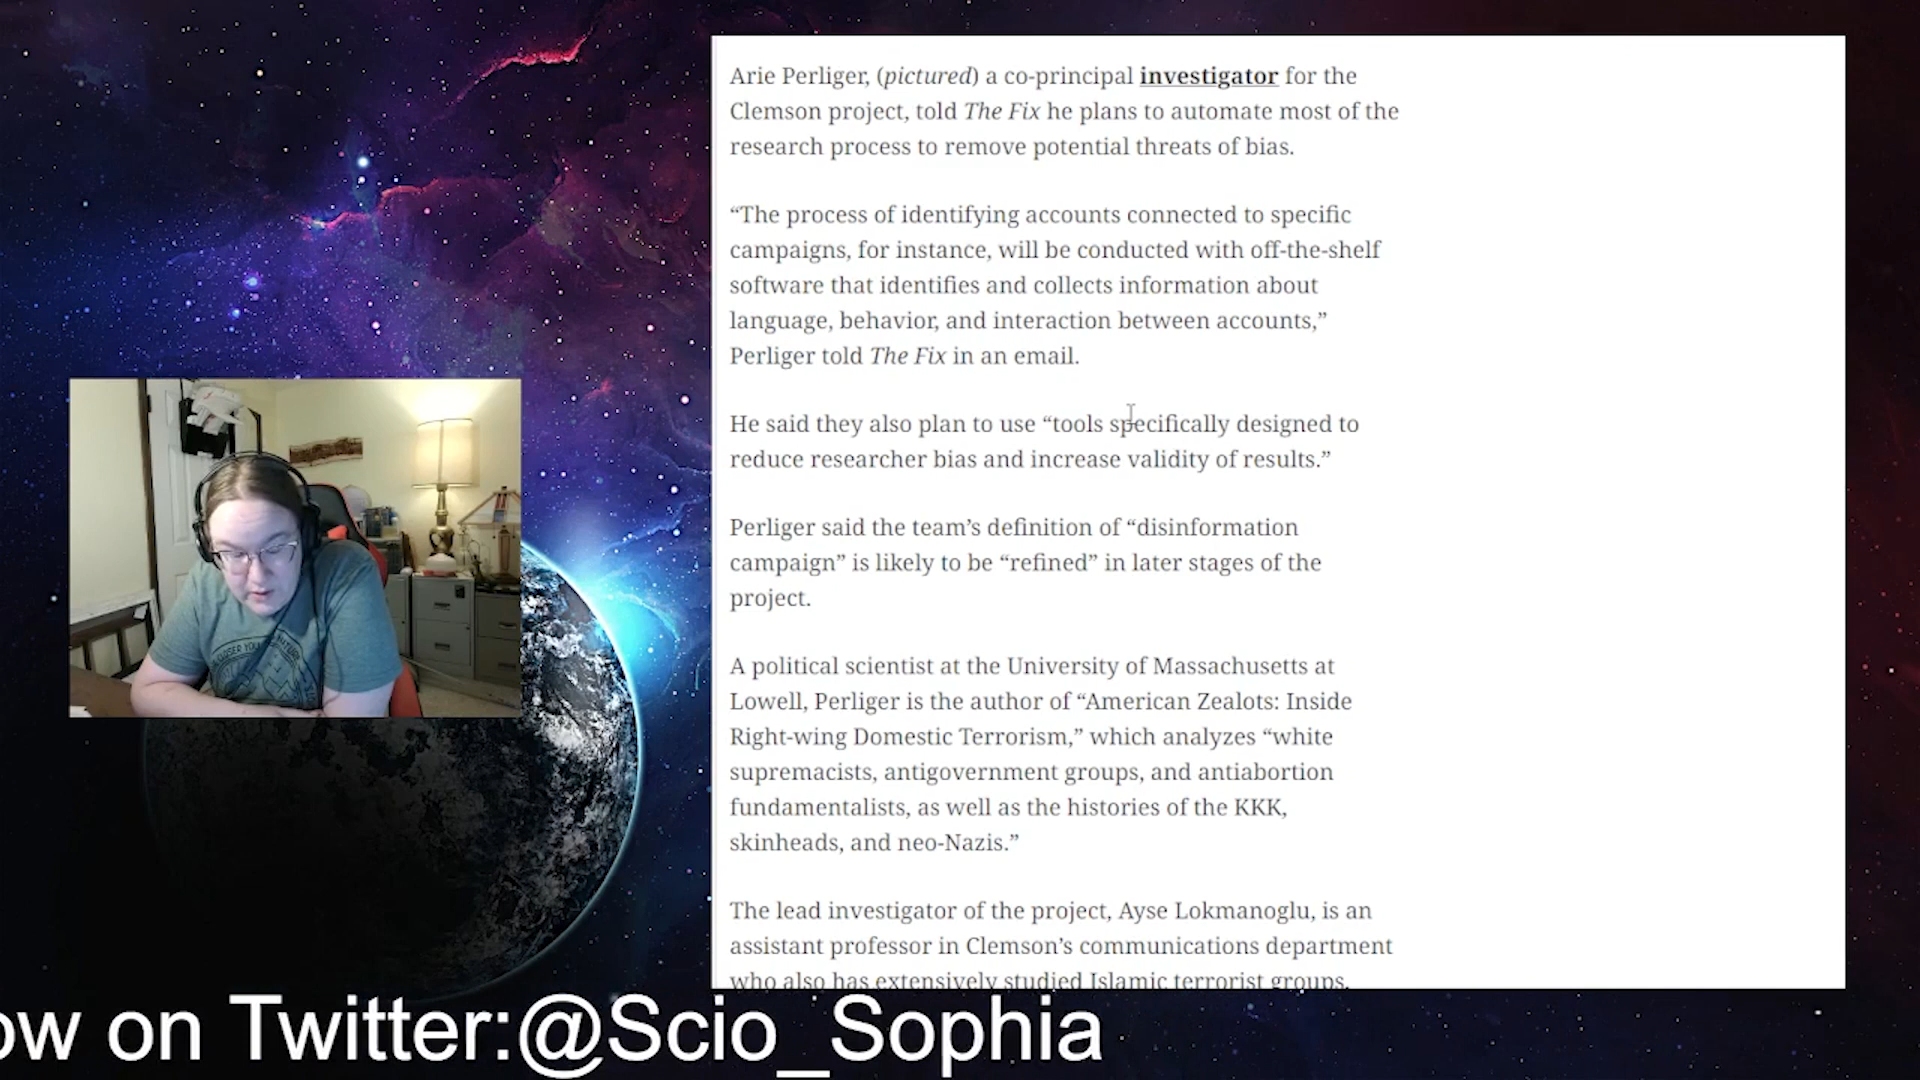 Arie Perliger, (pictured) a co-principal investigator for the
Clemson project, told The Fix he plans to automate most of the
research process to remove potential threats of bias.
“The process of identifying accounts connected to specific
campaigns, for instance, will be conducted with off-the-shelf
software that identifies and collects information about
language, behavior, and interaction between accounts,”
Perliger told The Fix in an email.
He said they also plan to use “tools specifically designed to
reduce researcher bias and increase validity of results.”
Perliger said the team’s definition of “disinformation
campaign” is likely to be “refined” in later stages of the
project.
A political scientist at the University of Massachusetts at
Lowell, Perliger is the author of “American Zealots: Inside
Right-wing Domestic Terrorism,” which analyzes “white
supremacists, antigovernment groups, and antiabortion
fundamentalists, as well as the histories of the KKK,
skinheads, and neo-Nazis.”
The lead investigator of the project, Ayse Lokmanoglu, is an
assistant professor in Clemson’s communications department
who also has extensively studied Islamic terrorist groups.
ow on Twitter:@Scio_Sophia